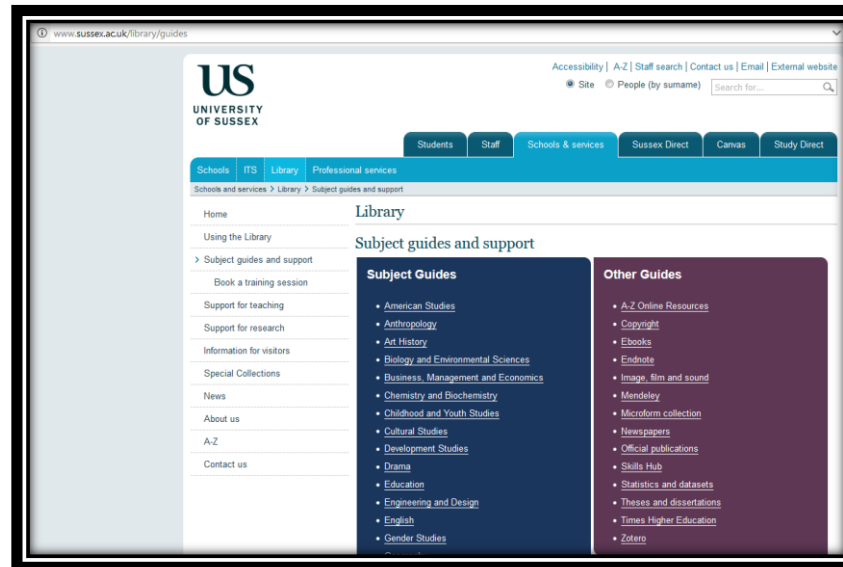 www.sussex.ac.uk/library/guides
US
UNIVERSITY
OF SUSSEX
Accessibility | A-Z | Staff search | Contact us | Email | External website
Site People (by surname) Search for...
Students Staff Schools & services Sussex Direct Canvas Study Direct
Schools ITS Library Professional services
Schools and services > Library > Subject guides and support
Home
Using the Library
> Subject guides and support
Book a training session
Support for teaching
Support for research
Information for visitors
Special Collections
News
About us
A-Z
Contact us
Library
Subject guides and support
Subject Guides
• American Studies
• Anthropology
• Art History
• Biology and Environmental Sciences
• Business, Management and Economics
• Chemistry and Biochemistry
• Childhood and Youth Studies
• Cultural Studies
• Development Studies
• Drama
• Education
• Engineering and Design
• English
• Gender Studies
Other Guides
• A-Z Online Resources
• Copyright
• Ebooks
• Endnote
• Image, film and sound
• Mendeley
• Microform collection
• Newspapers
• Official publications
• Skills Hub
• Statistics and datasets
• Theses and dissertations
• Times Higher Education
• Zotero